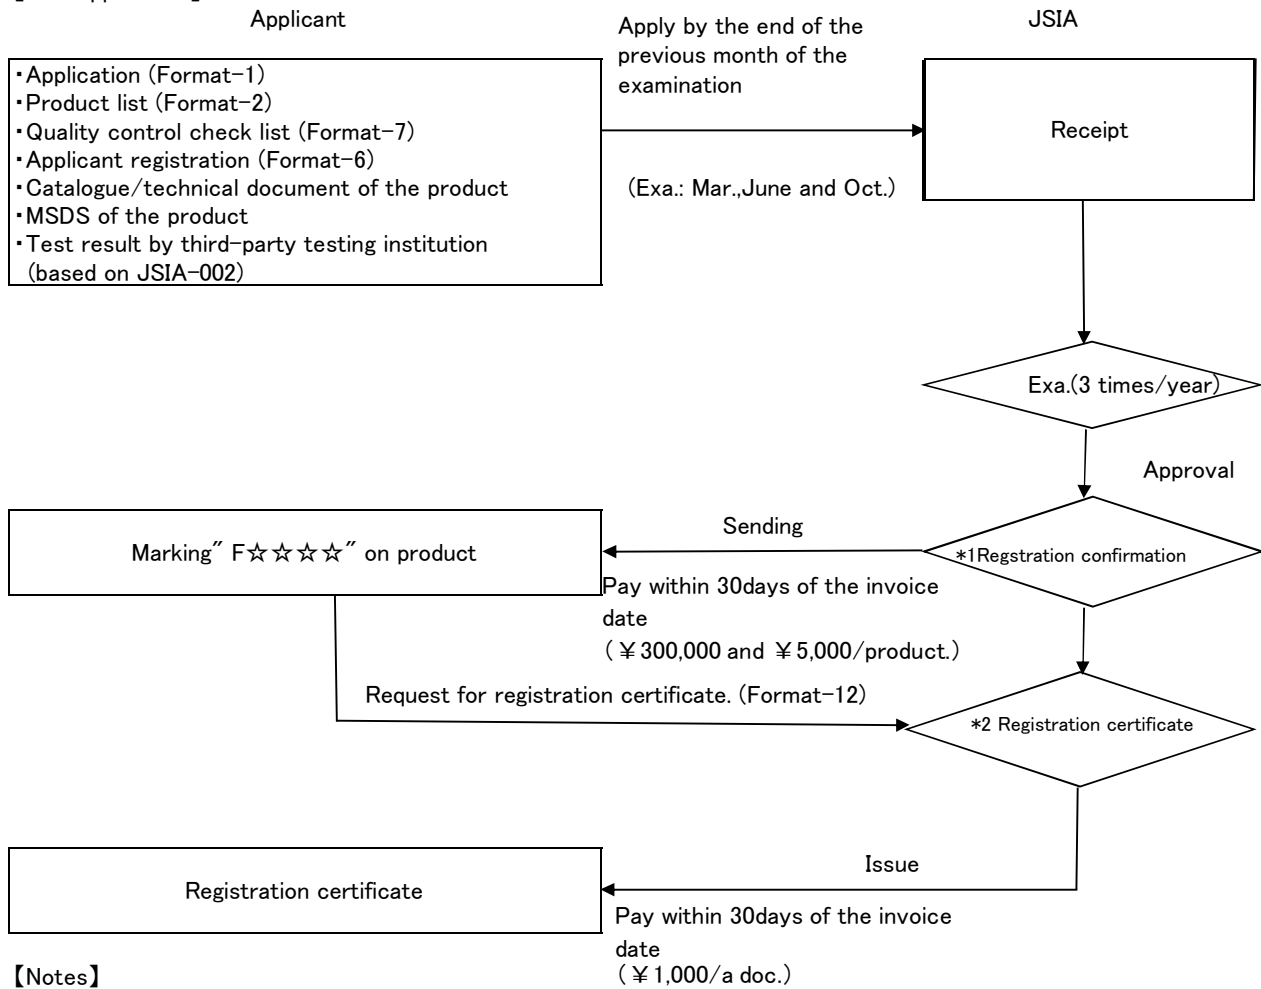 Applicant
Apply by the end of the
previous month of the
examination
JSIA
・Application (Format-1)
・Product list (Format-2)
・Quality control check list (Format-7)
・Applicant registration (Format-6)
・Catalogue/technical document of the product
・MSDS of the product
・Test result by third-party testing institution
(based on JSIA-002)
Receipt
(Exa.: Mar.,June and Oct.)
Exa.(3 times/year)
Approval
Sending
Marking" F☆☆☆☆" on product
*1Regstration confirmation
Pay within 30days of the invoice
date
(¥300,000 and ¥5,000/product.)
Request for registration certificate. (Format-12)
*2 Registration certificate
Issue
Registration certificate
Pay within 30days of the invoice
date
(¥1,000/a doc.)
【Notes】